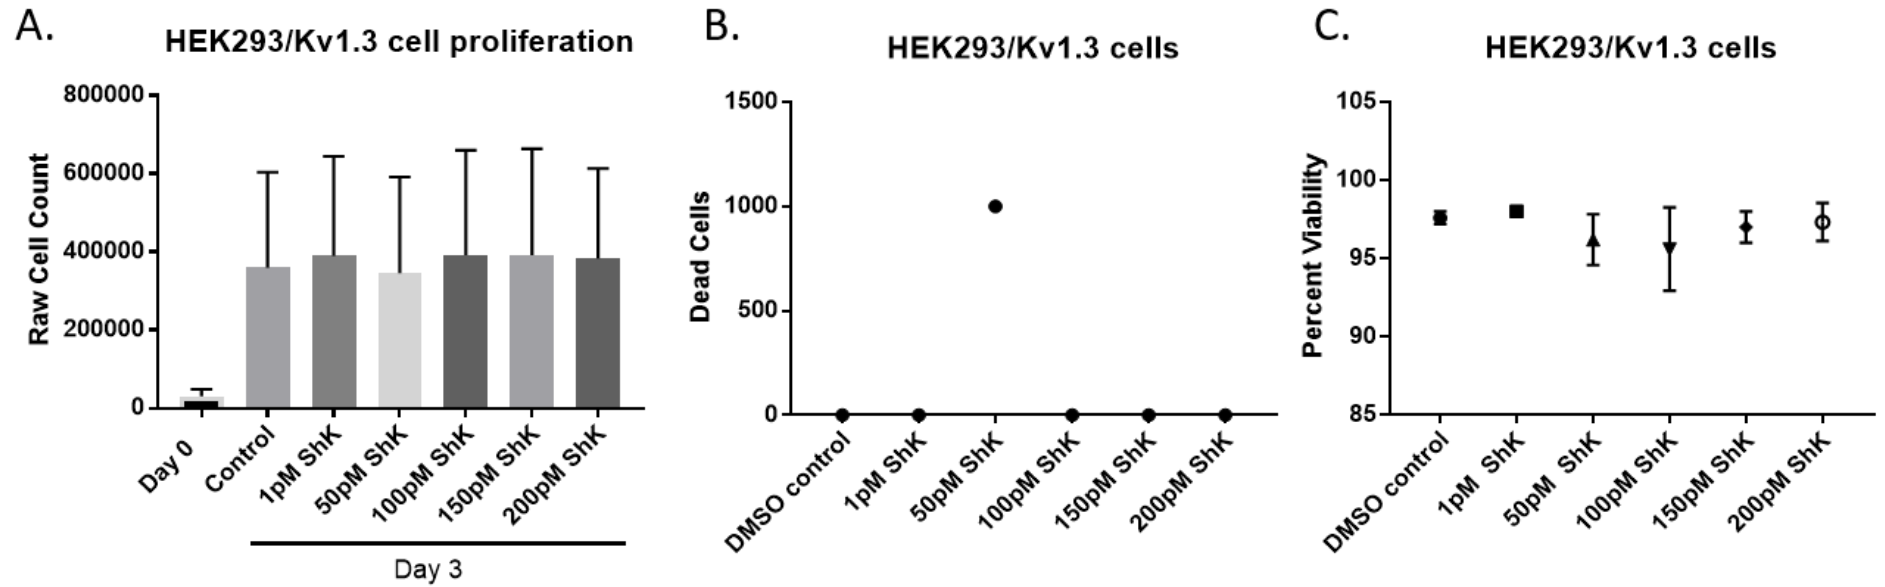 A.
HEK293/Kv1.3 cell proliferation
Raw Cell Count
800000
600000
400000
200000
0
Day 0
Control
1pM ShK
50pM ShK
100pM ShK
150pM ShK
200pM ShK
Day 3
B.
HEK293/Kv1.3 cells
Dead Cells
1500
1000
500
0
DMSO control
1pM ShK
50pM ShK
100pM ShK
150pM ShK
200pM ShK
C.
HEK293/Kv1.3 cells
Percent Viability
105
100
95
90
85
DMSO control
1pM ShK
50pM ShK
100pM ShK
150pM ShK
200pM ShK